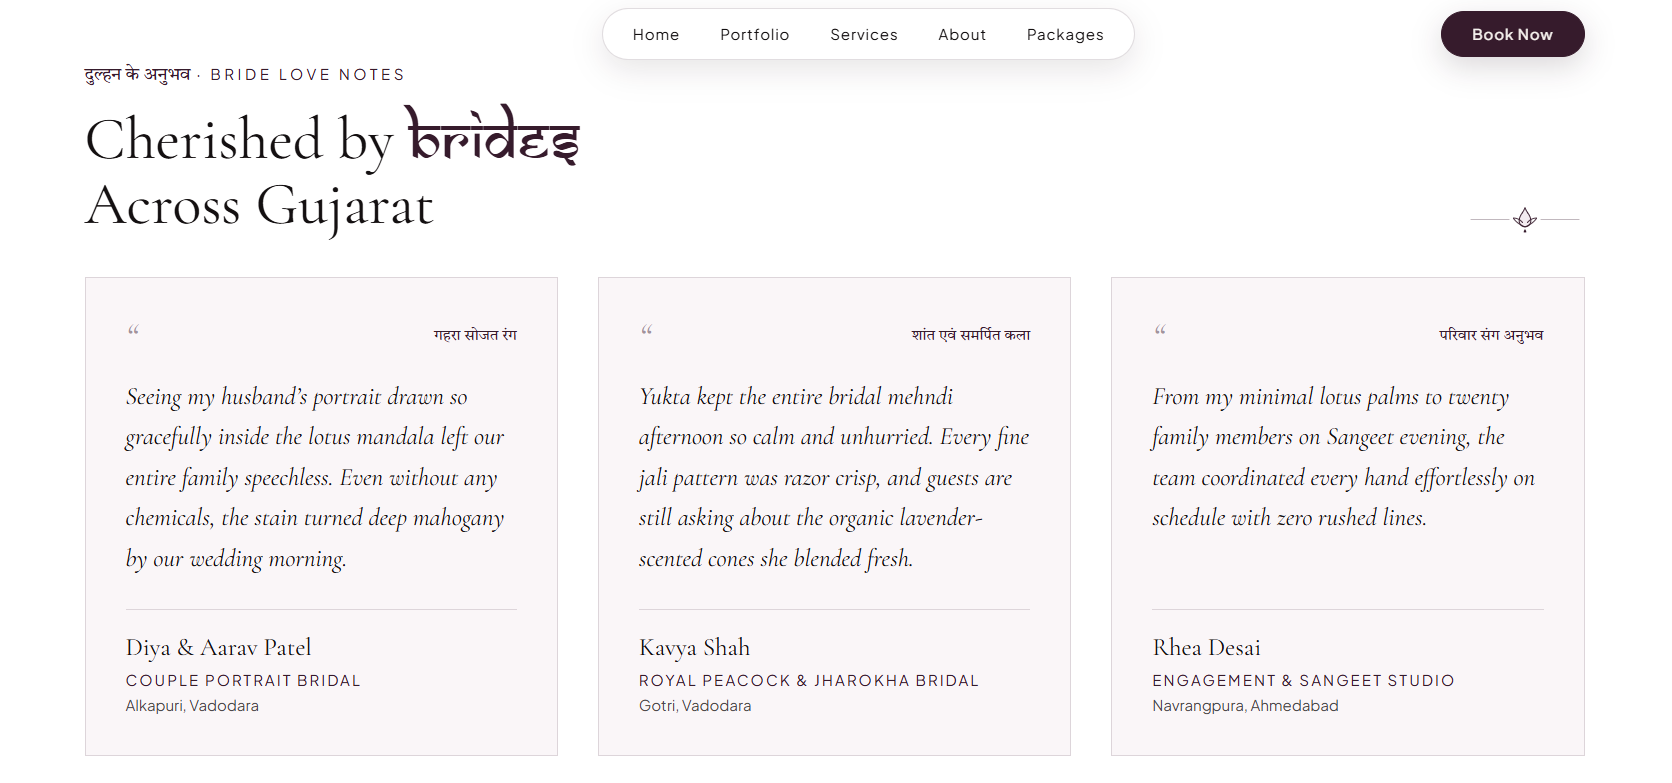 Home Portfolio Services About Packages
Book Now
दुल्हन के अनुभव · BRIDE LOVE NOTES
Cherished by brides
Across Gujarat
“ गहरा सोजत रंग
Seeing my husband’s portrait drawn so
gracefully inside the lotus mandala left our
entire family speechless. Even without any
chemicals, the stain turned deep mahogany
by our wedding morning.
Diya & Aarav Patel
COUPLE PORTRAIT BRIDAL
Alkapuri, Vadodara
“ शांत एवं समर्पित कला
Yukta kept the entire bridal mehndi
afternoon so calm and unhurried. Every fine
jali pattern was razor crisp, and guests are
still asking about the organic lavender-
scented cones she blended fresh.
Kavya Shah
ROYAL PEACOCK & JHAROKHA BRIDAL
Gotri, Vadodara
“ परिवार संग अनुभव
From my minimal lotus palms to twenty
family members on Sangeet evening, the
team coordinated every hand effortlessly on
schedule with zero rushed lines.
Rhea Desai
ENGAGEMENT & SANGEET STUDIO
Navrangpura, Ahmedabad